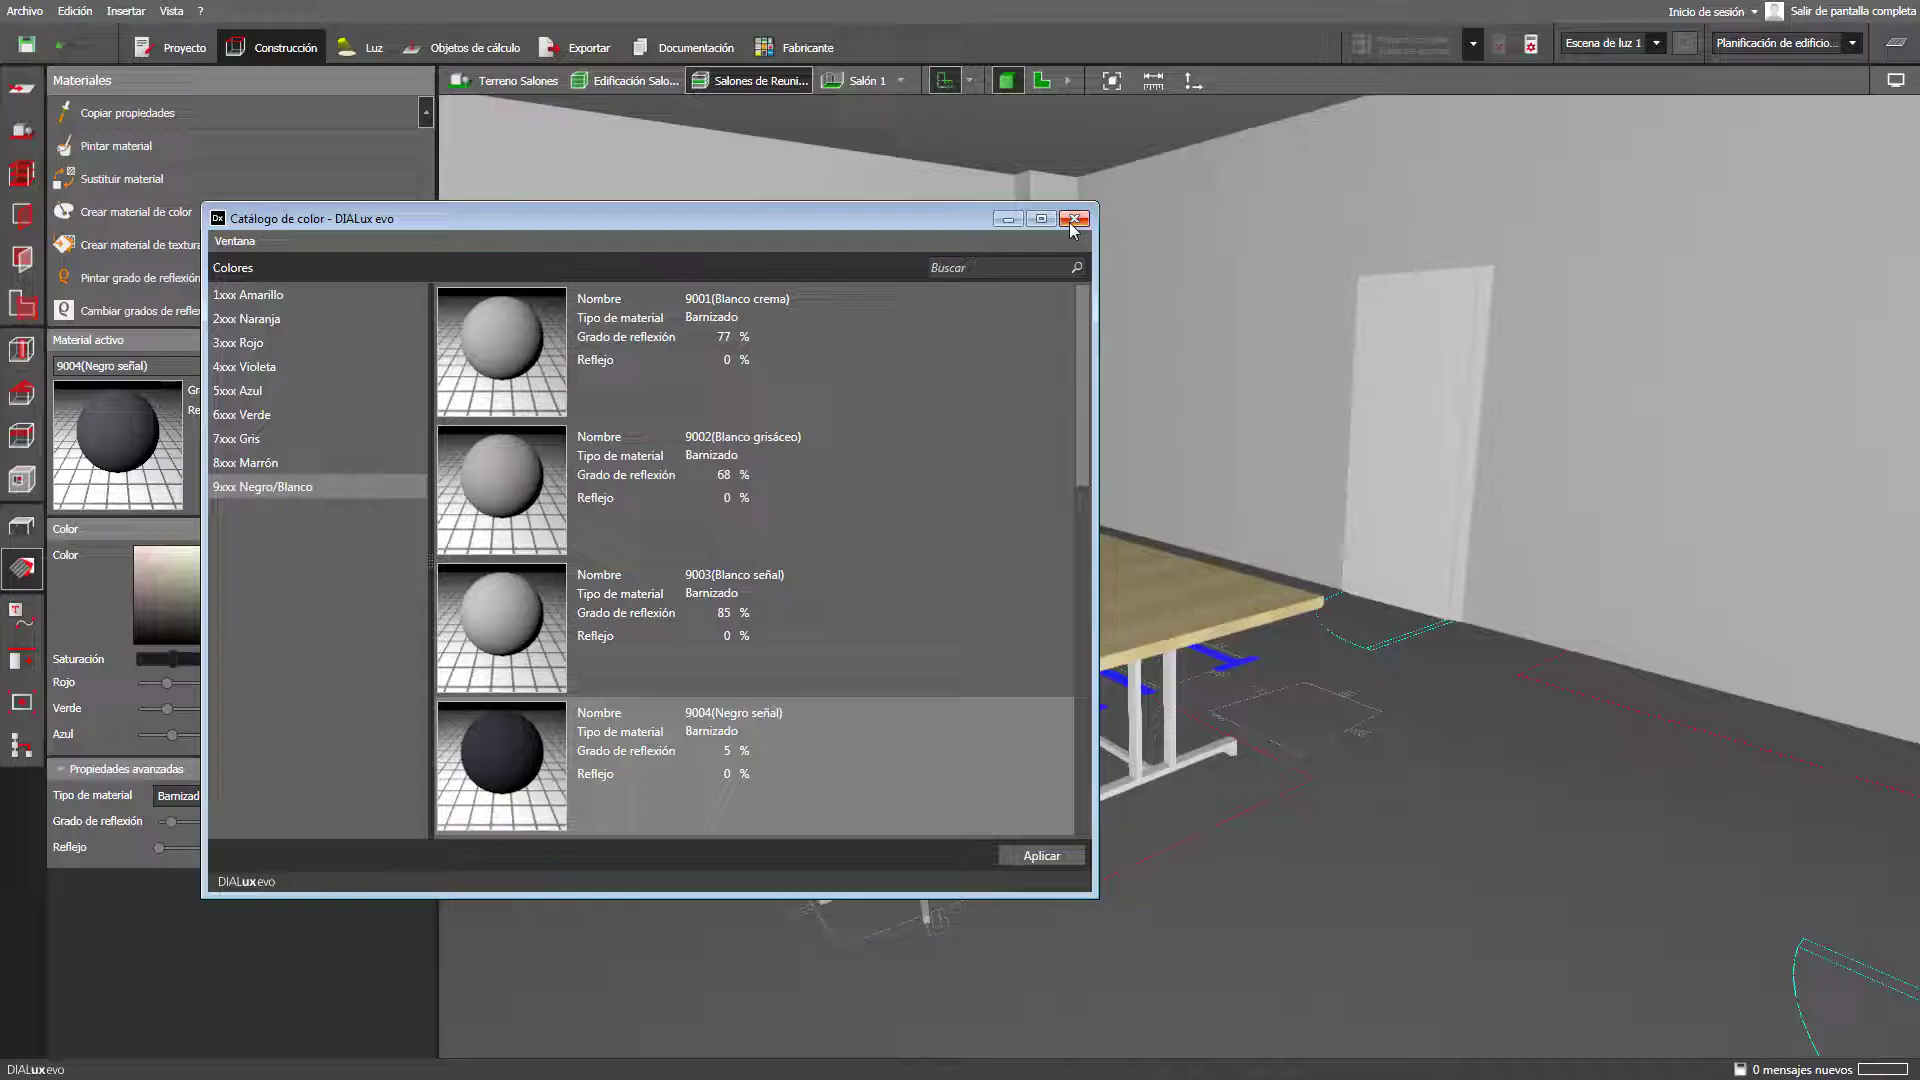 Archivo Edición Insertar Vista ?
Inicio de sesión Salir de pantalla completa
Proyecto Construcción Luz Objetos de cálculo Exportar Documentación Fabricante
Escena de luz 1 Planificación de edificio...
Materiales
Terreno Salones Edificación Salo... Salones de Reuni... Salón 1
Copiar propiedades
Pintar material
Sustituir material
Crear material de color
Crear material de textura
Pintar grado de reflexión
Cambiar grados de reflex
Material activo
9004(Negro señal)
Gr
Re
Color
Color
Saturación
Rojo
Verde
Azul
Propiedades avanzadas
Tipo de material Barnizad
Grado de reflexión
Reflejo
Dx Catálogo de color - DIALux evo
Ventana
Colores Buscar
1xxx Amarillo
2xxx Naranja
3xxx Rojo
4xxx Violeta
5xxx Azul
6xxx Verde
7xxx Gris
8xxx Marrón
9xxx Negro/Blanco
Nombre 9001(Blanco crema)
Tipo de material Barnizado
Grado de reflexión 77 %
Reflejo 0 %
Nombre 9002(Blanco grisáceo)
Tipo de material Barnizado
Grado de reflexión 68 %
Reflejo 0 %
Nombre 9003(Blanco señal)
Tipo de material Barnizado
Grado de reflexión 85 %
Reflejo 0 %
Nombre 9004(Negro señal)
Tipo de material Barnizado
Grado de reflexión 5 %
Reflejo 0 %
Aplicar
DIALux evo
DIALux evo
0 mensajes nuevos